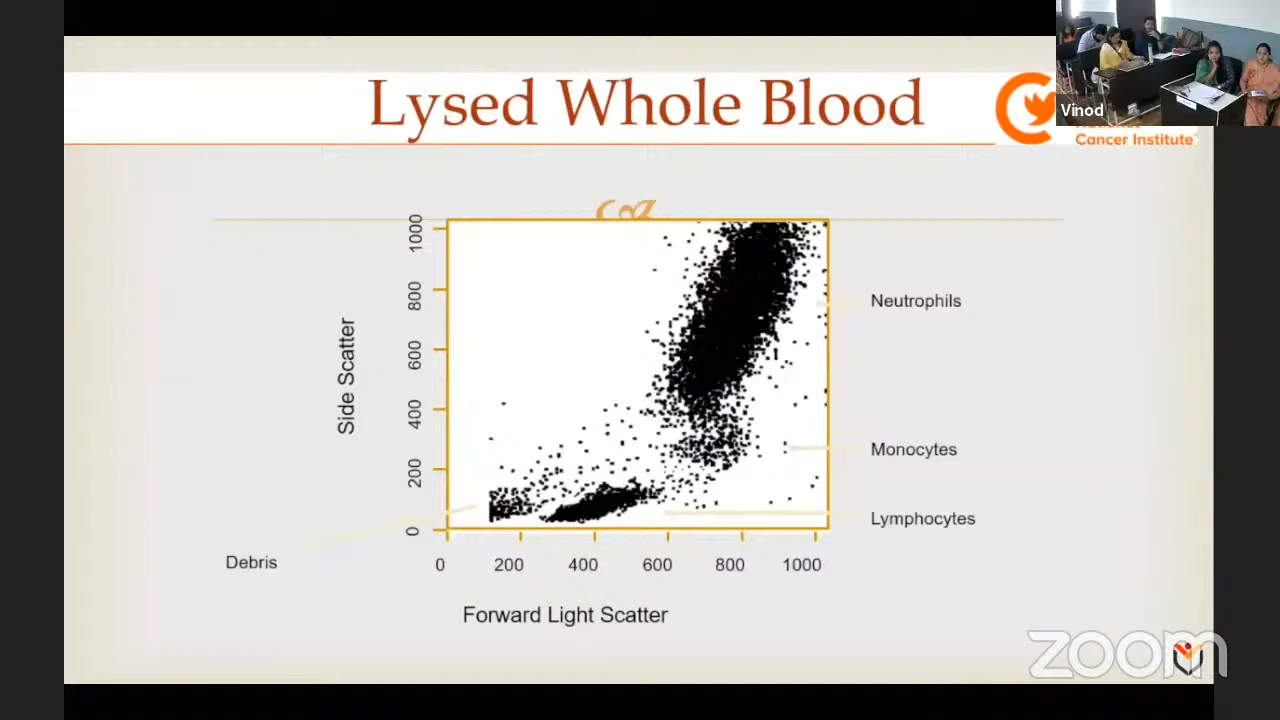 Lysed Whole Blood
Vinod
Cancer Institute
Side Scatter
1000
800
600
400
200
0
Neutrophils
Monocytes
Lymphocytes
Debris
0 200 400 600 800 1000
Forward Light Scatter
zoom